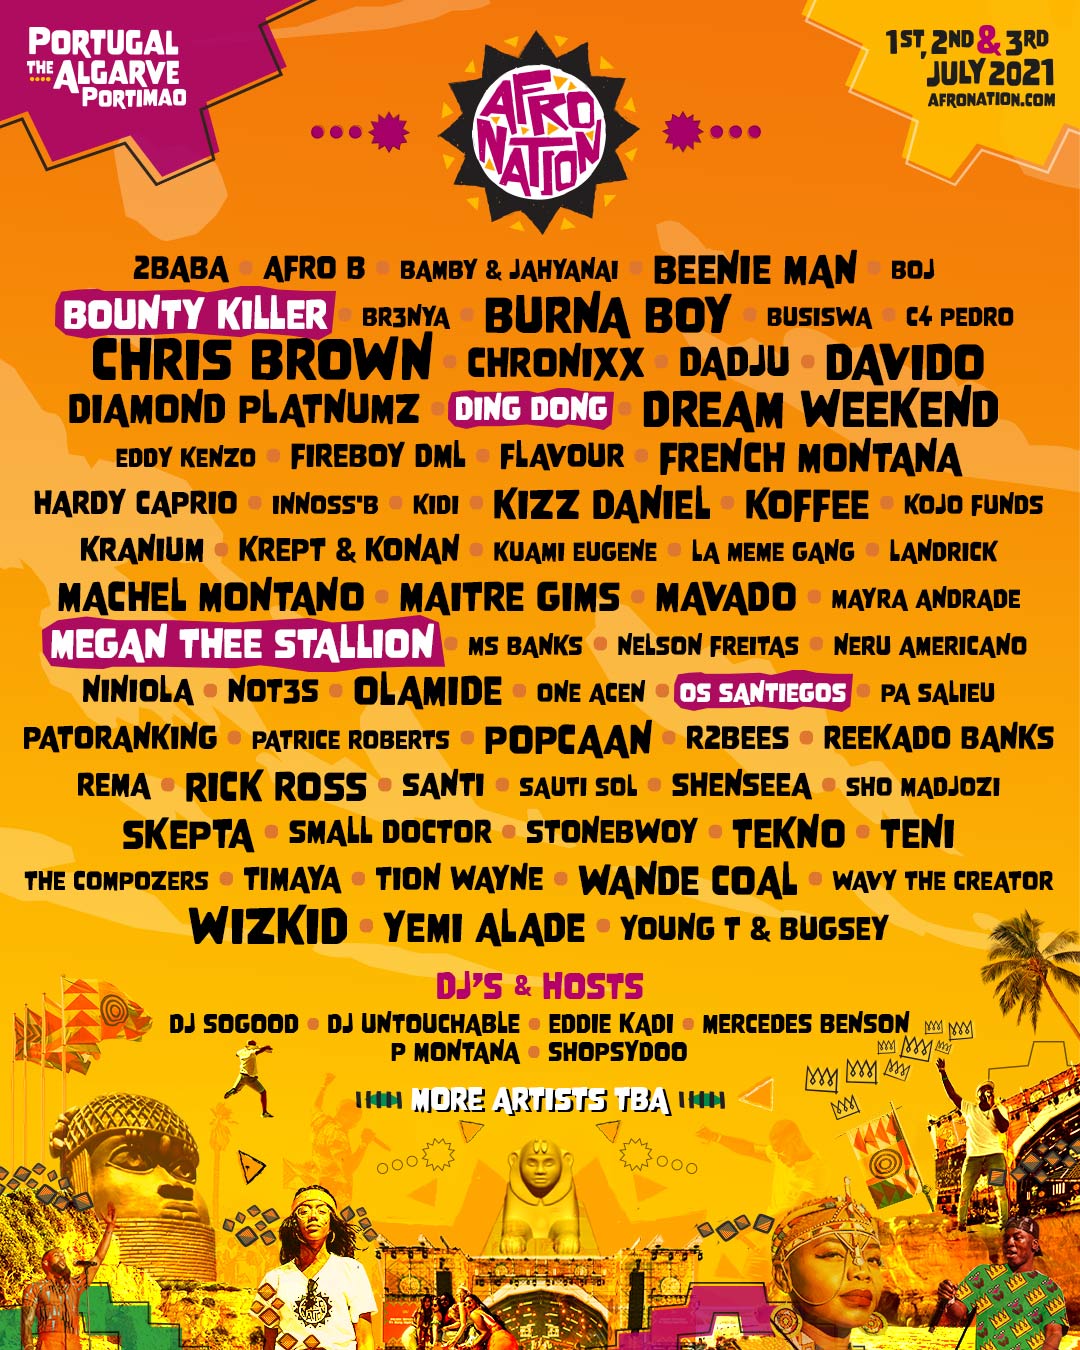 PORTUGAL
THE ALGARVE
PORTIMAO
1ST, 2ND & 3RD
JULY 2021
AFRONATION.COM
AFRO
NATION
2BABA • AFRO B • BAMBY & JAHYANAI • BEENIE MAN • BOJ
BOUNTY KILLER • BR3NYA • BURNA BOY • BUSISWA • C4 PEDRO
CHRIS BROWN • CHRONIXX • DADJU • DAVIDO
DIAMOND PLATNUMZ • DING DONG • DREAM WEEKEND
EDDY KENZO • FIREBOY DML • FLAVOUR • FRENCH MONTANA
HARDY CAPRIO • INNOSS'B • KIDI • KIZZ DANIEL • KOFFEE • KOJO FUNDS
KRANIUM • KREPT & KONAN • KUAMI EUGENE • LA MEME GANG • LANDRICK
MACHEL MONTANO • MAITRE GIMS • MAVADO • MAYRA ANDRADE
MEGAN THEE STALLION • MS BANKS • NELSON FREITAS • NERU AMERICANO
NINIOLA • NOT3S • OLAMIDE • ONE ACEN • OS SANTIEGOS • PA SALIEU
PATORANKING • PATRICE ROBERTS • POPCAAN • R2BEES • REEKADO BANKS
REMA • RICK ROSS • SANTI • SAUTI SOL • SHENSEEA • SHO MADJOZI
SKEPTA • SMALL DOCTOR • STONEBWOY • TEKNO • TENI
THE COMPOZERS • TIMAYA • TION WAYNE • WANDE COAL • WAVY THE CREATOR
WIZKID • YEMI ALADE • YOUNG T & BUGSEY
DJ'S & HOSTS
DJ SOGOOD • DJ UNTOUCHABLE • EDDIE KADI • MERCEDES BENSON
P MONTANA • SHOPSYDOO
MORE ARTISTS TBA
AFRO
NATION